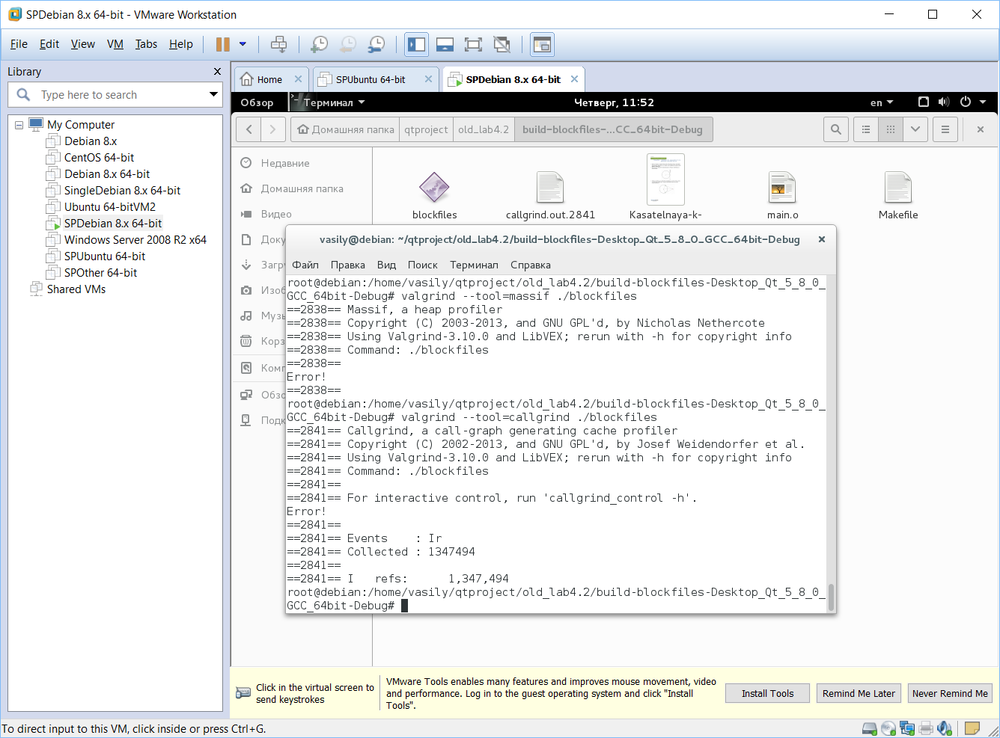 SPDebian 8.x 64-bit - VMware Workstation
File Edit View VM Tabs Help
Library
Type here to search
My Computer
Debian 8.x
CentOS 64-bit
Debian 8.x 64-bit
SingleDebian 8.x 64-bit
Ubuntu 64-bitVM2
SPDebian 8.x 64-bit
Windows Server 2008 R2 x64
SPUbuntu 64-bit
SPOther 64-bit
Shared VMs
Home SPUbuntu 64-bit SPDebian 8.x 64-bit
Обзор Терминал Четверг, 11:52 en
Домашняя папка qtproject old_lab4.2 build-blockfiles-...CC_64bit-Debug
Недавние
Домашняя папка
Видео
Доку
Загру
Изоб
Музы
Корз
Комп
Обзо
Подк
blockfiles callgrind.out.2841 Kasatelnaya-k- main.o Makefile
vasily@debian: ~/qtproject/old_lab4.2/build-blockfiles-Desktop_Qt_5_8_0_GCC_64bit-Debug
Файл Правка Вид Поиск Терминал Справка
root@debian:/home/vasily/qtproject/old_lab4.2/build-blockfiles-Desktop_Qt_5_8_0_
GCC_64bit-Debug# valgrind --tool=massif ./blockfiles
==2838== Massif, a heap profiler
==2838== Copyright (C) 2003-2013, and GNU GPL'd, by Nicholas Nethercote
==2838== Using Valgrind-3.10.0 and LibVEX; rerun with -h for copyright info
==2838== Command: ./blockfiles
==2838==
Error!
==2838==
root@debian:/home/vasily/qtproject/old_lab4.2/build-blockfiles-Desktop_Qt_5_8_0_
GCC_64bit-Debug# valgrind --tool=callgrind ./blockfiles
==2841== Callgrind, a call-graph generating cache profiler
==2841== Copyright (C) 2002-2013, and GNU GPL'd, by Josef Weidendorfer et al.
==2841== Using Valgrind-3.10.0 and LibVEX; rerun with -h for copyright info
==2841== Command: ./blockfiles
==2841==
==2841== For interactive control, run 'callgrind_control -h'.
Error!
==2841==
==2841== Events    : Ir
==2841== Collected : 1347494
==2841==
==2841== I   refs:      1,347,494
root@debian:/home/vasily/qtproject/old_lab4.2/build-blockfiles-Desktop_Qt_5_8_0_
GCC_64bit-Debug#
Click in the virtual screen to
send keystrokes
VMware Tools enables many features and improves mouse movement, video
and performance. Log in to the guest operating system and click "Install
Tools".
Install Tools Remind Me Later Never Remind Me
To direct input to this VM, click inside or press Ctrl+G.